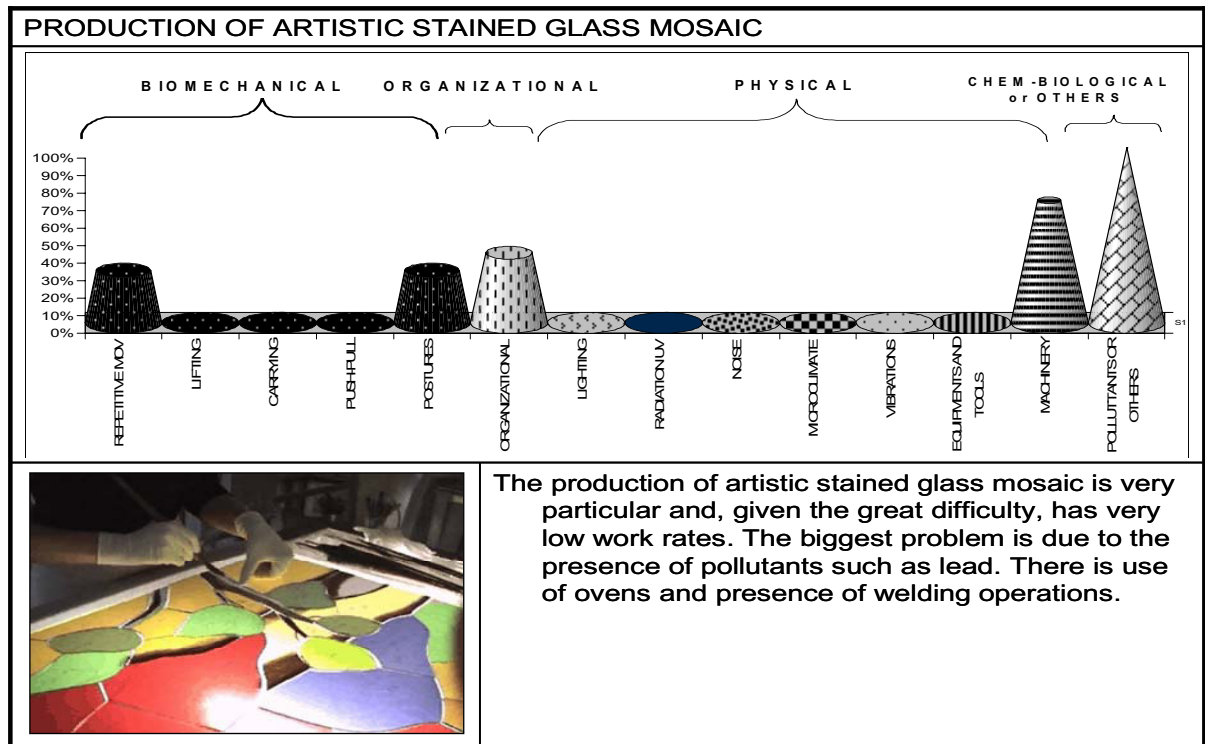 PRODUCTION OF ARTISTIC STAINED GLASS MOSAIC
BIOMECHANICAL
ORGANIZATIONAL
PHYSICAL
CHEM-BIOLOGICAL
or OTHERS
100%
90%
80%
70%
60%
50%
40%
30%
20%
10%
0%
S1
REPETITIVE MOV
LIFTING
CARRYING
PUSH-PULL
POSTURES
ORGANIZATIONAL
LIGHTING
RADIATION UV
NOISE
MICROCLIMATE
VIBRATIONS
EQUIPMENTS AND
TOOLS
MACHINERY
POLLUTTANTS OR
OTHERS
The production of artistic stained glass mosaic is very
particular and, given the great difficulty, has very
low work rates. The biggest problem is due to the
presence of pollutants such as lead. There is use
of ovens and presence of welding operations.